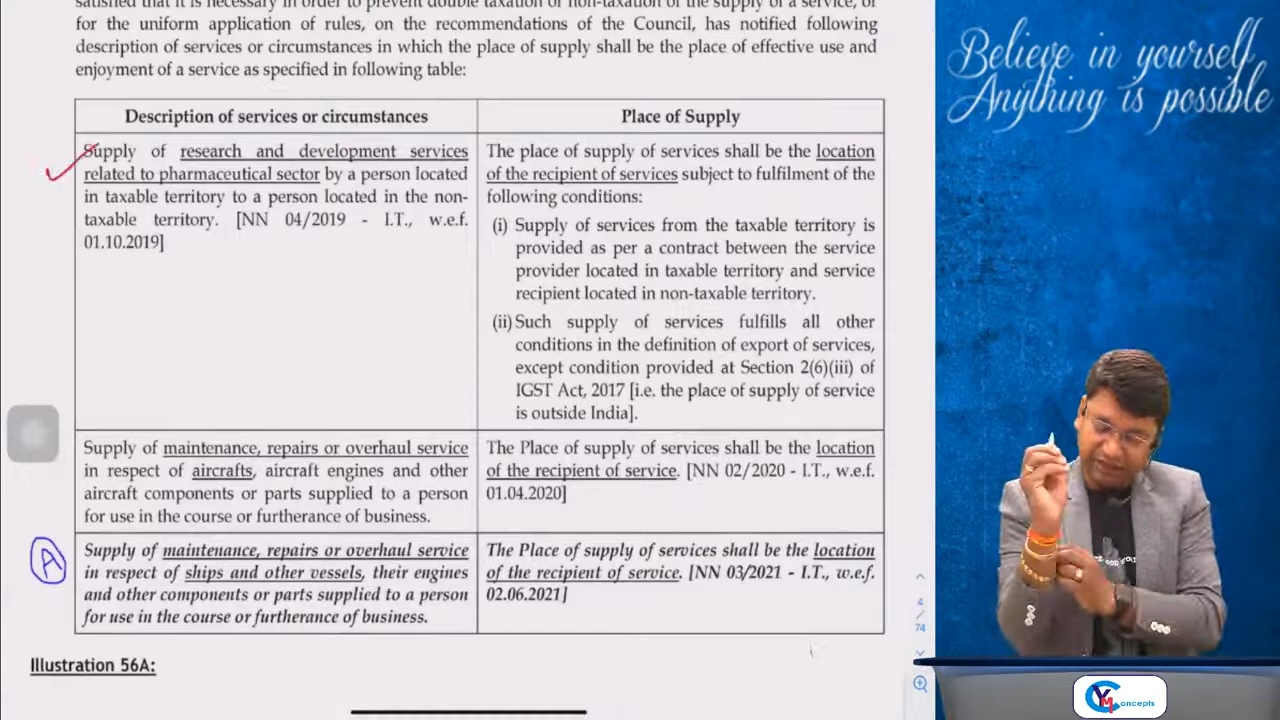 satisfied that it is necessary in order to prevent double taxation or non-taxation of the supply of a service, or
for the uniform application of rules, on the recommendations of the Council, has notified following
description of services or circumstances in which the place of supply shall be the place of effective use and
enjoyment of a service as specified in following table:
Description of services or circumstances
Place of Supply
Supply of research and development services
related to pharmaceutical sector by a person located
in taxable territory to a person located in the non-
taxable territory. [NN 04/2019 - I.T., w.e.f.
01.10.2019]
The place of supply of services shall be the location
of the recipient of services subject to fulfilment of the
following conditions:
(i) Supply of services from the taxable territory is
provided as per a contract between the service
provider located in taxable territory and service
recipient located in non-taxable territory.
(ii) Such supply of services fulfills all other
conditions in the definition of export of services,
except condition provided at Section 2(6)(iii) of
IGST Act, 2017 [i.e. the place of supply of service
is outside India].
Supply of maintenance, repairs or overhaul service
in respect of aircrafts, aircraft engines and other
aircraft components or parts supplied to a person
for use in the course or furtherance of business.
The Place of supply of services shall be the location
of the recipient of service. [NN 02/2020 - I.T., w.e.f.
01.04.2020]
A
Supply of maintenance, repairs or overhaul service
in respect of ships and other vessels, their engines
and other components or parts supplied to a person
for use in the course or furtherance of business.
The Place of supply of services shall be the location
of the recipient of service. [NN 03/2021 - I.T., w.e.f.
02.06.2021]
Illustration 56A:
4
/
74
Believe in yourself
Anything is possible
YM Concepts